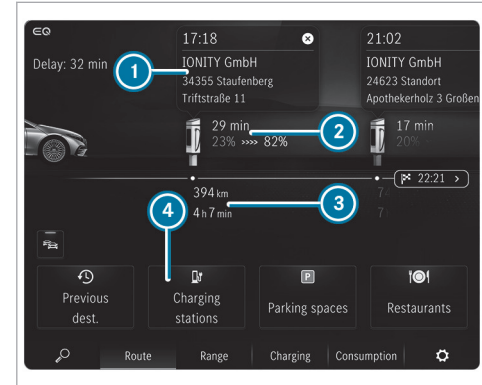 EQ
Delay: 32 min
17:18
IONITY GmbH
34355 Staufenberg
Triftstraße 11
21:02
IONITY GmbH
24623 Standort
Apothekerholz 3 Großen
1
29 min
23% »»» 82%
2
17 min
20%
22:21 >
394 km
4 h 7 min
3
4
7
7
Previous
dest.
Charging
stations
P
Parking spaces
Restaurants
Route
Range
Charging
Consumption